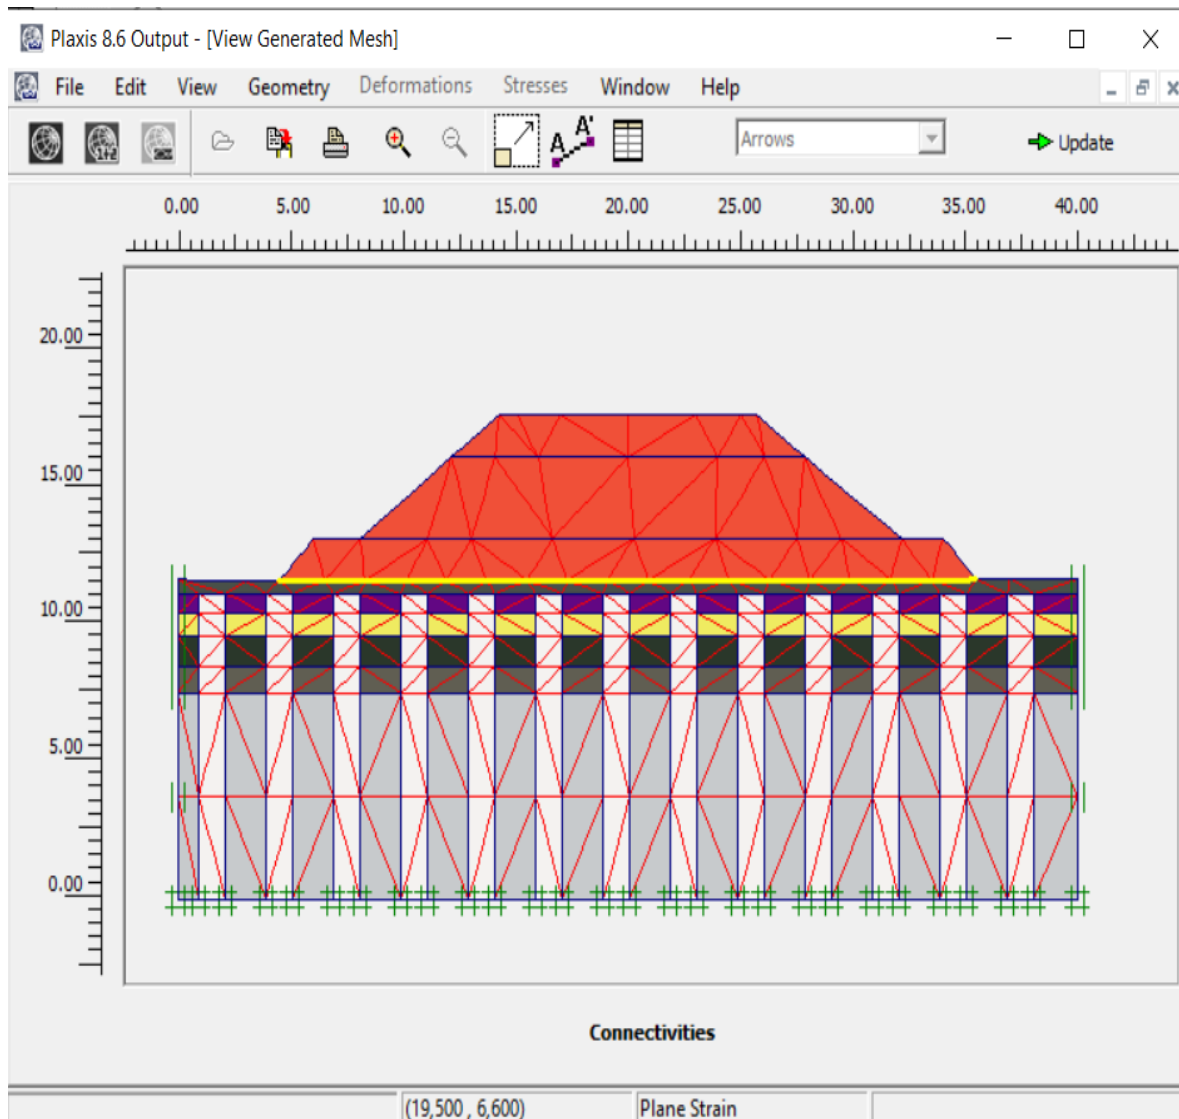 Plaxis 8.6 Output - [View Generated Mesh]
File Edit View Geometry Deformations Stresses Window Help
1+2
A A'
Arrows
Update
0.00 5.00 10.00 15.00 20.00 25.00 30.00 35.00 40.00
20.00
15.00
10.00
5.00
0.00
Connectivities
(19,500 , 6,600) Plane Strain